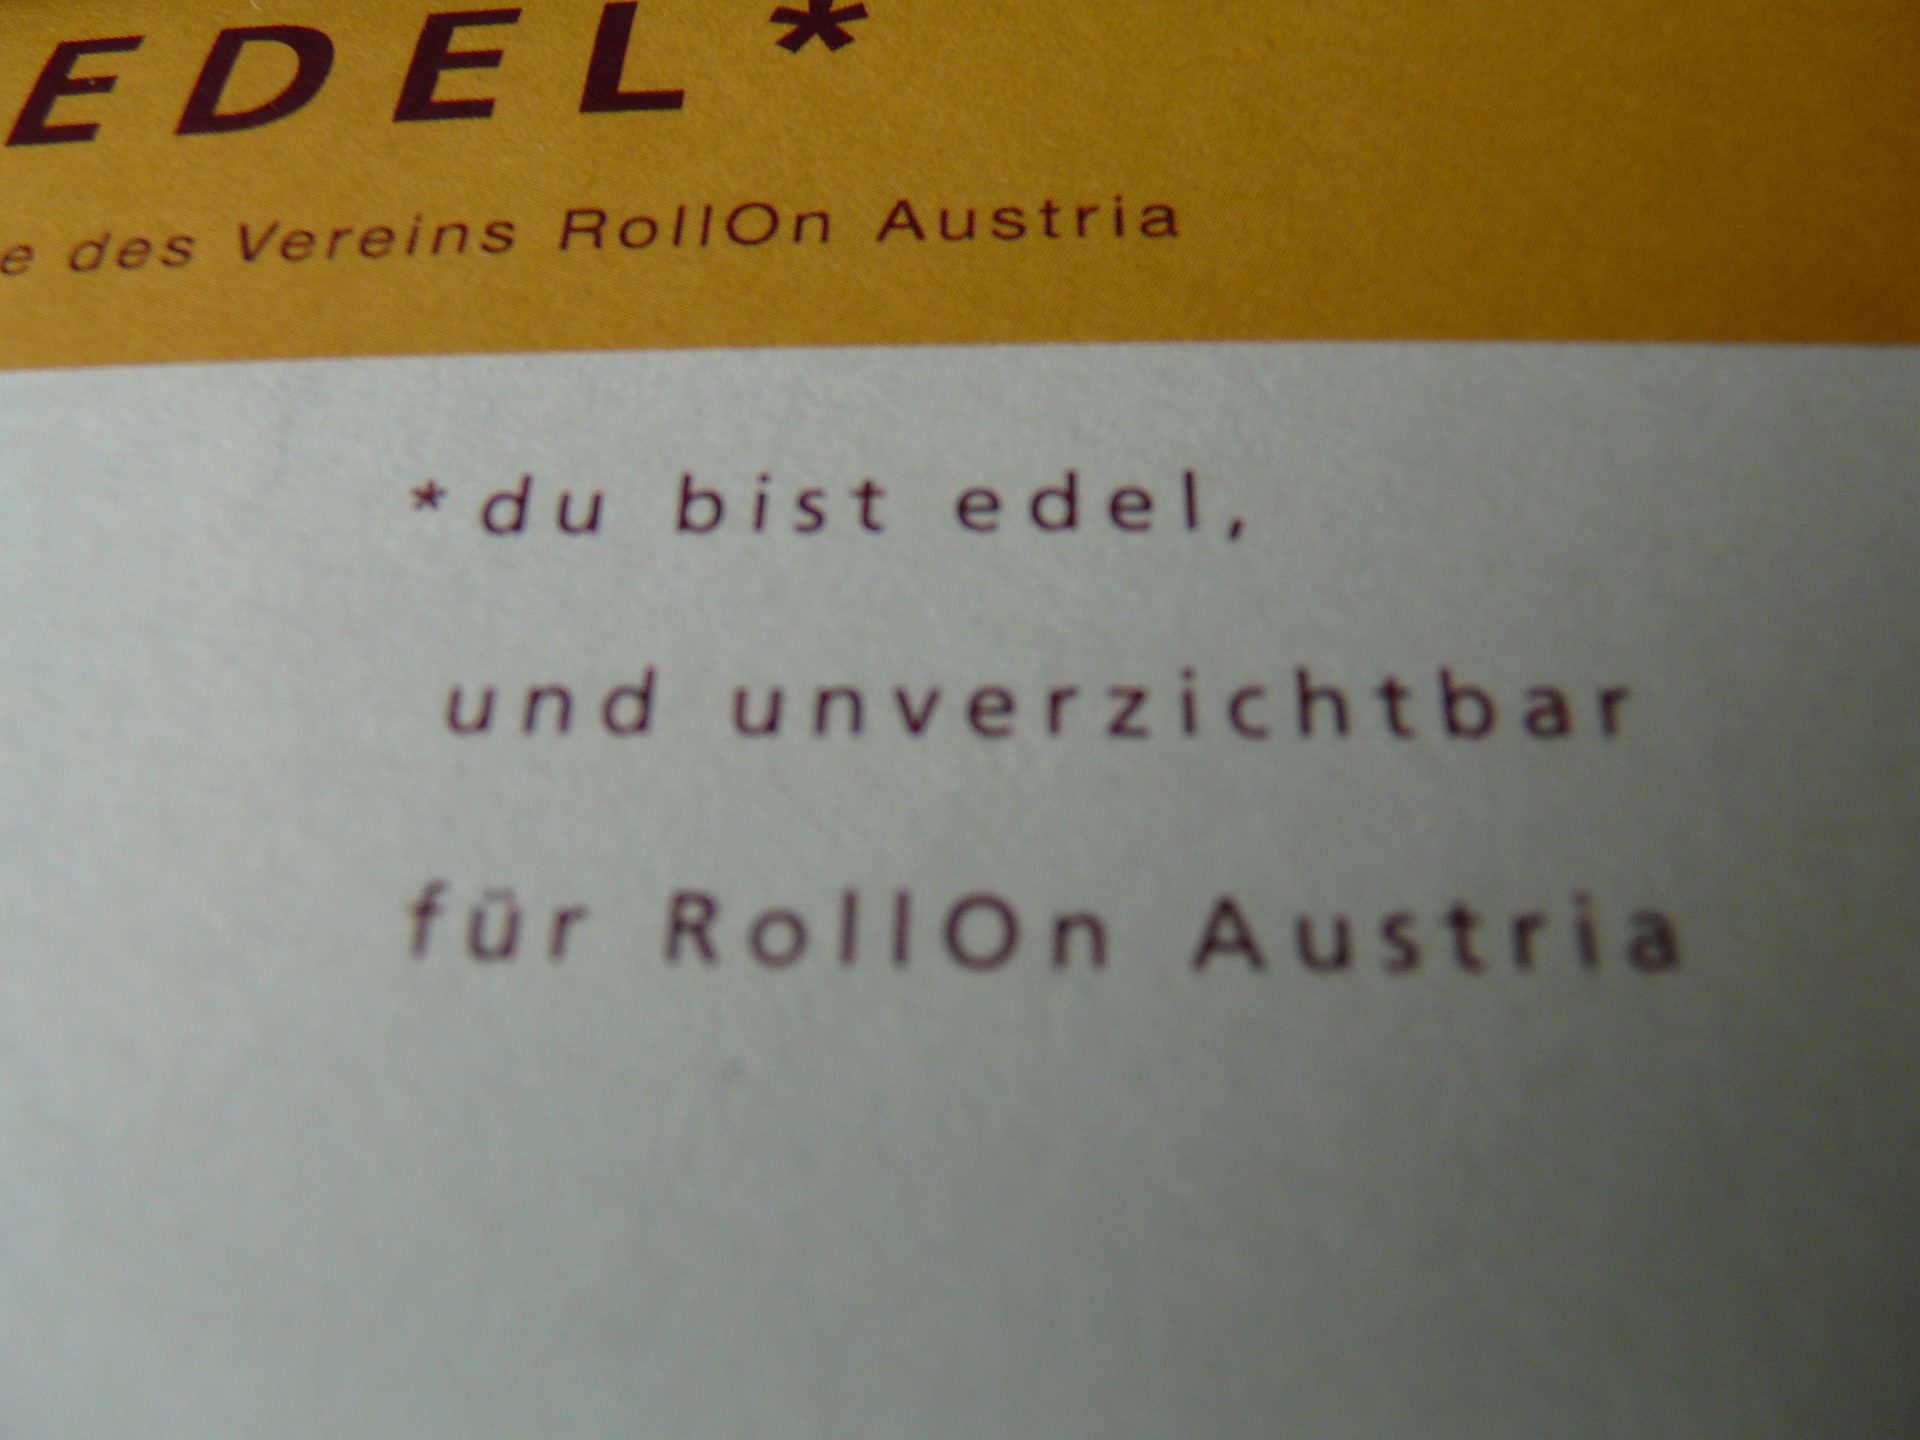 EDEL*
e des Vereins RollOn Austria
*du bist edel,
und unverzichtbar
für RollOn Austria